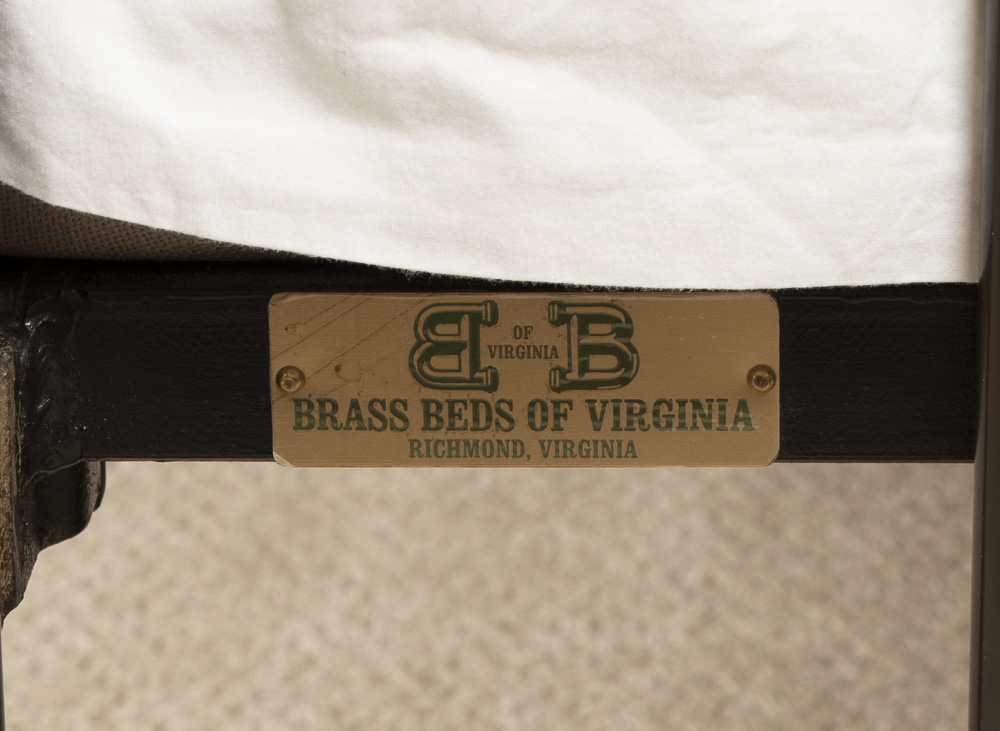 B B
OF
VIRGINIA
BRASS BEDS OF VIRGINIA
RICHMOND, VIRGINIA